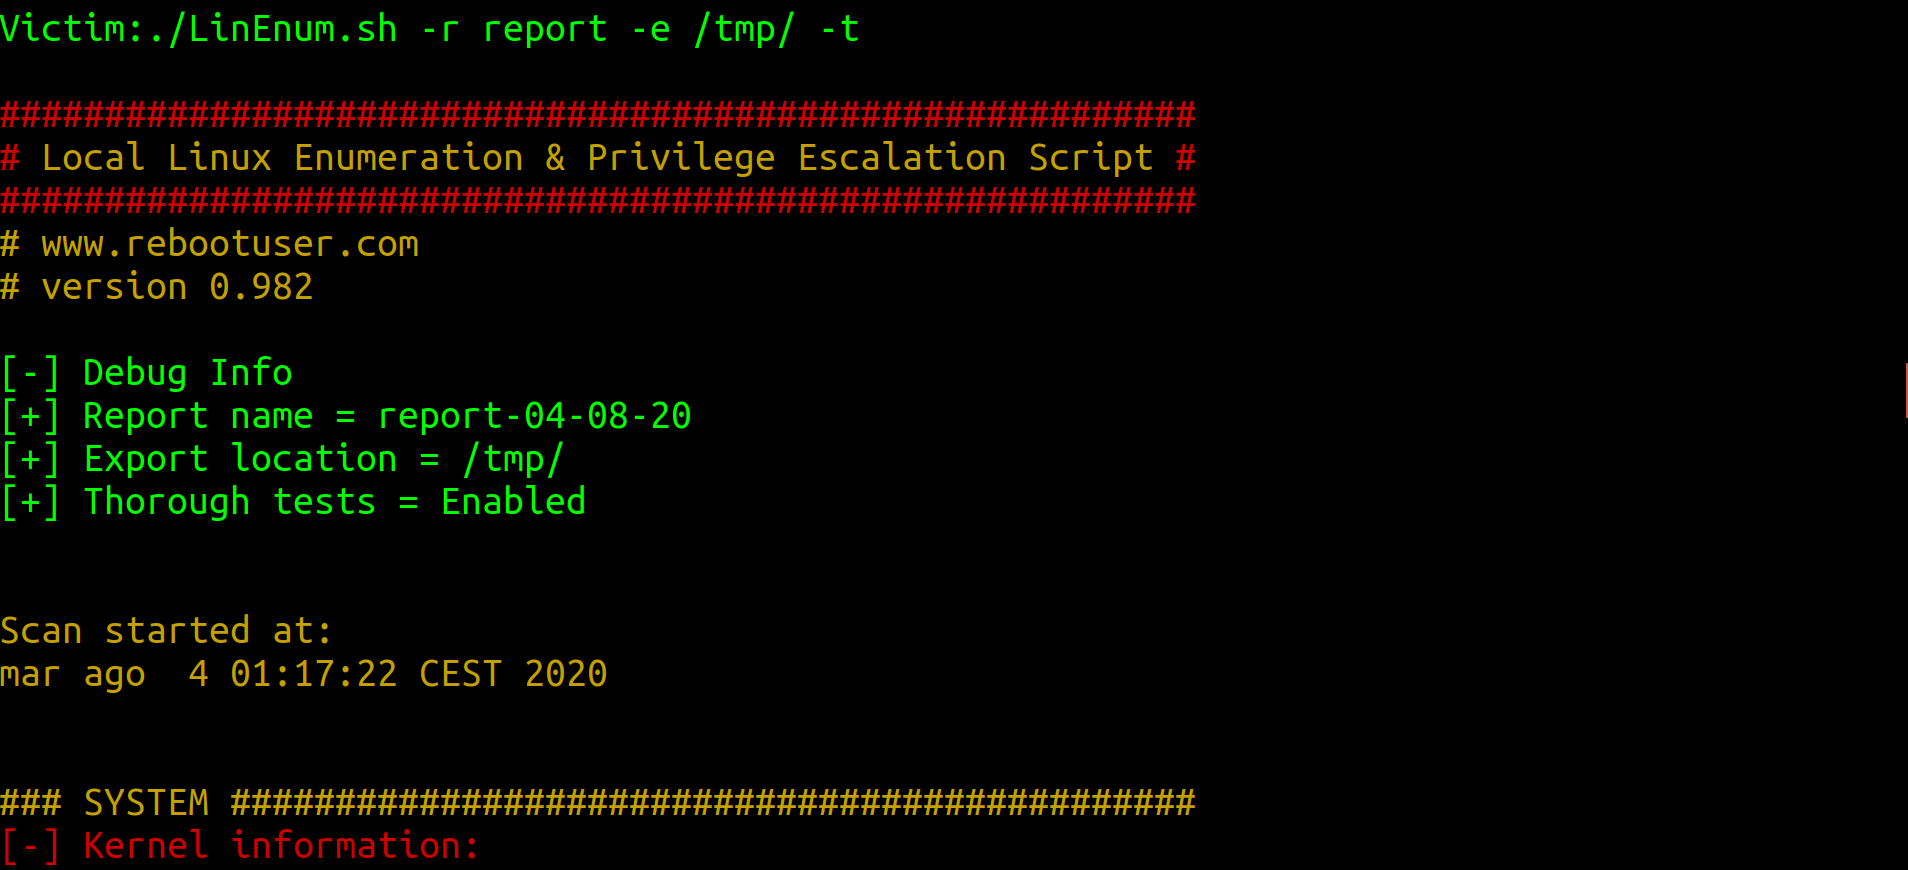 Victim:./LinEnum.sh -r report -e /tmp/ -t
#########################################################
# Local Linux Enumeration & Privilege Escalation Script #
#########################################################
# www.rebootuser.com
# version 0.982
[-] Debug Info
[+] Report name = report-04-08-20
[+] Export location = /tmp/
[+] Thorough tests = Enabled
Scan started at:
mar ago  4 01:17:22 CEST 2020
### SYSTEM ##############################################
[-] Kernel information: